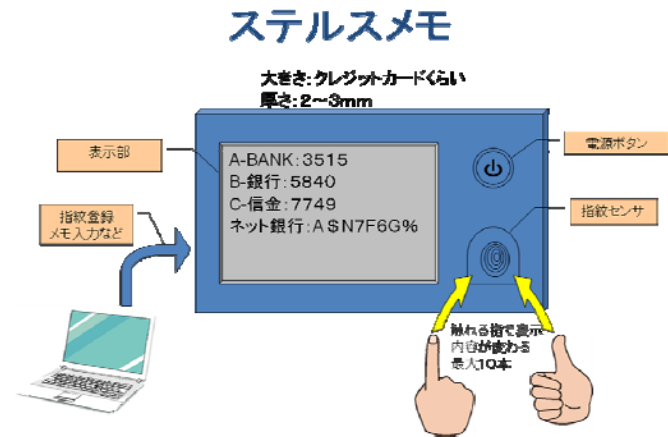 ステルスメモ
大きさ:クレジットカードくらい
厚さ:2～3mm
表示部
電源ボタン
A-BANK:3515
B-銀行:5840
C-信金:7749
ネット銀行:A$N7F6G%
指紋登録
メモ入力など
指紋センサ
触れる指で表示
内容が変わる
最大10本